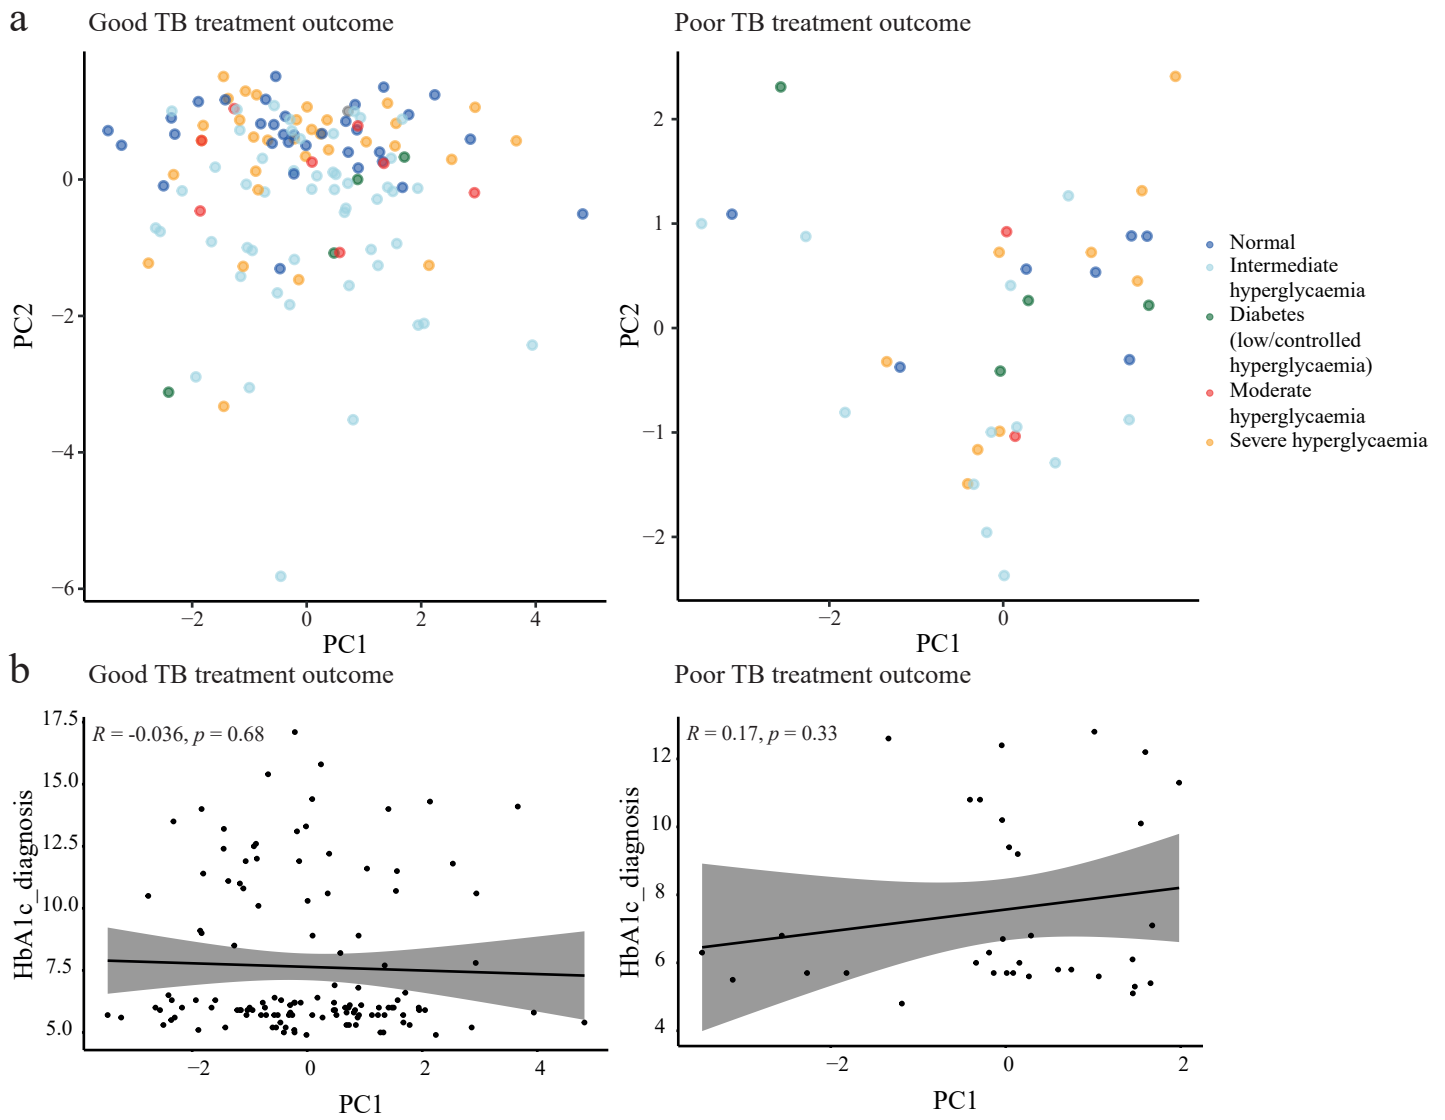 a
Good TB treatment outcome
Poor TB treatment outcome
0
−2
−4
−6
PC2
−2
0
2
4
PC1
2
1
0
−1
−2
PC2
−2
0
PC1
Normal
Intermediate
hyperglycaemia
Diabetes
(low/controlled
hyperglycaemia)
Moderate
hyperglycaemia
Severe hyperglycaemia
b
Good TB treatment outcome
Poor TB treatment outcome
R = -0.036, p = 0.68
17.5
15.0
12.5
10.0
7.5
5.0
HbA1c_diagnosis
−2
0
2
4
PC1
R = 0.17, p = 0.33
12
10
8
6
4
HbA1c_diagnosis
−2
0
2
PC1